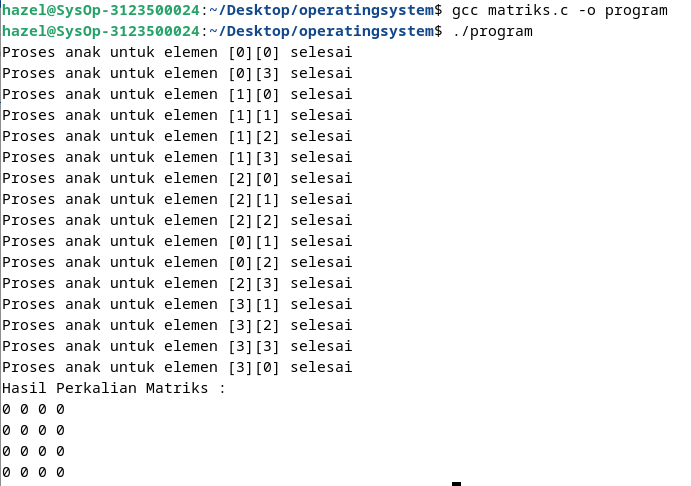 hazel@SysOp-3123500024:~/Desktop/operatingsystem$ gcc matriks.c -o program
hazel@SysOp-3123500024:~/Desktop/operatingsystem$ ./program
Proses anak untuk elemen [0][0] selesai
Proses anak untuk elemen [0][3] selesai
Proses anak untuk elemen [1][0] selesai
Proses anak untuk elemen [1][1] selesai
Proses anak untuk elemen [1][2] selesai
Proses anak untuk elemen [1][3] selesai
Proses anak untuk elemen [2][0] selesai
Proses anak untuk elemen [2][1] selesai
Proses anak untuk elemen [2][2] selesai
Proses anak untuk elemen [0][1] selesai
Proses anak untuk elemen [0][2] selesai
Proses anak untuk elemen [2][3] selesai
Proses anak untuk elemen [3][1] selesai
Proses anak untuk elemen [3][2] selesai
Proses anak untuk elemen [3][3] selesai
Proses anak untuk elemen [3][0] selesai
Hasil Perkalian Matriks :
0 0 0 0
0 0 0 0
0 0 0 0
0 0 0 0